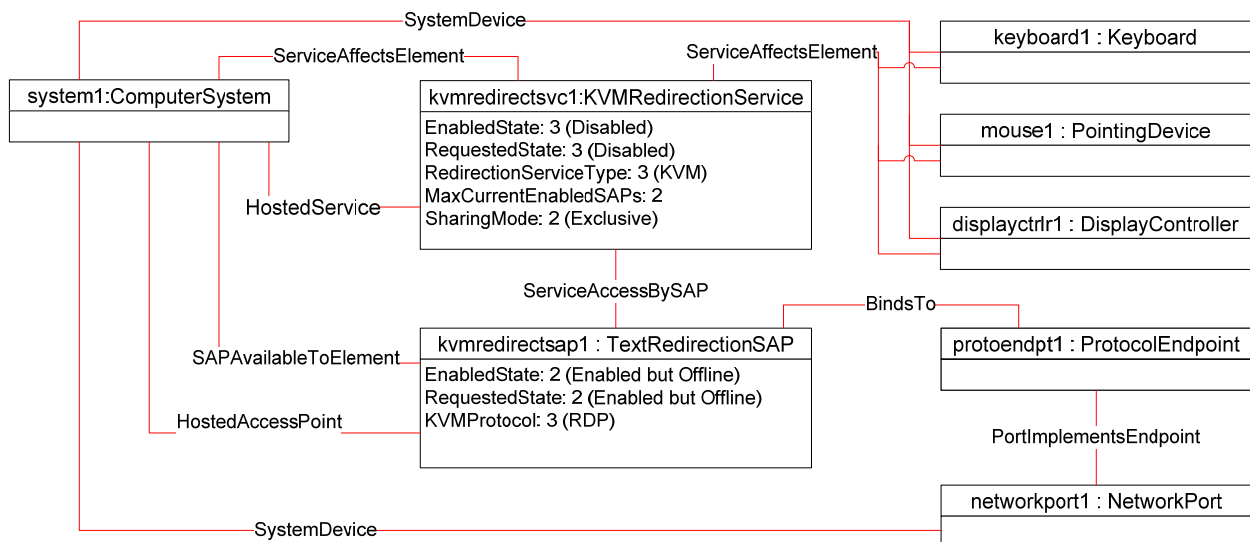 SystemDevice
keyboard1 : Keyboard
ServiceAffectsElement
ServiceAffectsElement
system1:ComputerSystem
kvmredirectsvc1:KVMRedirectionService
EnabledState: 3 (Disabled)
RequestedState: 3 (Disabled)
RedirectionServiceType: 3 (KVM)
MaxCurrentEnabledSAPs: 2
SharingMode: 2 (Exclusive)
mouse1 : PointingDevice
HostedService
displayctrlr1 : DisplayController
ServiceAccessBySAP
BindsTo
kvmredirectsap1 : TextRedirectionSAP
EnabledState: 2 (Enabled but Offline)
RequestedState: 2 (Enabled but Offline)
KVMProtocol: 3 (RDP)
protoendpt1 : ProtocolEndpoint
SAPAvailableToElement
HostedAccessPoint
PortImplementsEndpoint
networkport1 : NetworkPort
SystemDevice